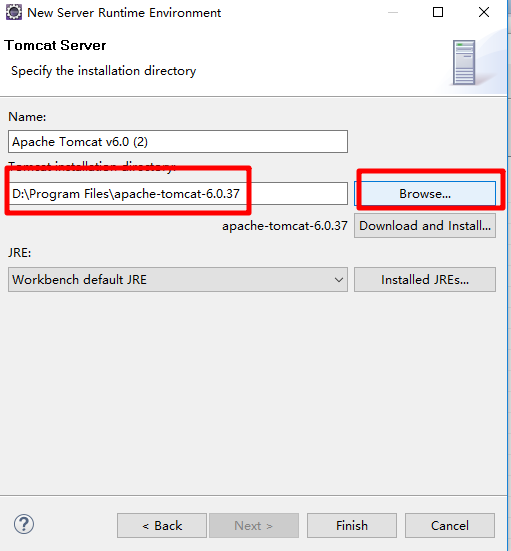 New Server Runtime Environment
Tomcat Server
Specify the installation directory
Name:
Apache Tomcat v6.0 (2)
Tomcat installation directory:
D:\Program Files\apache-tomcat-6.0.37
Browse...
apache-tomcat-6.0.37
Download and Install...
JRE:
Workbench default JRE
Installed JREs...
?
< Back
Next >
Finish
Cancel